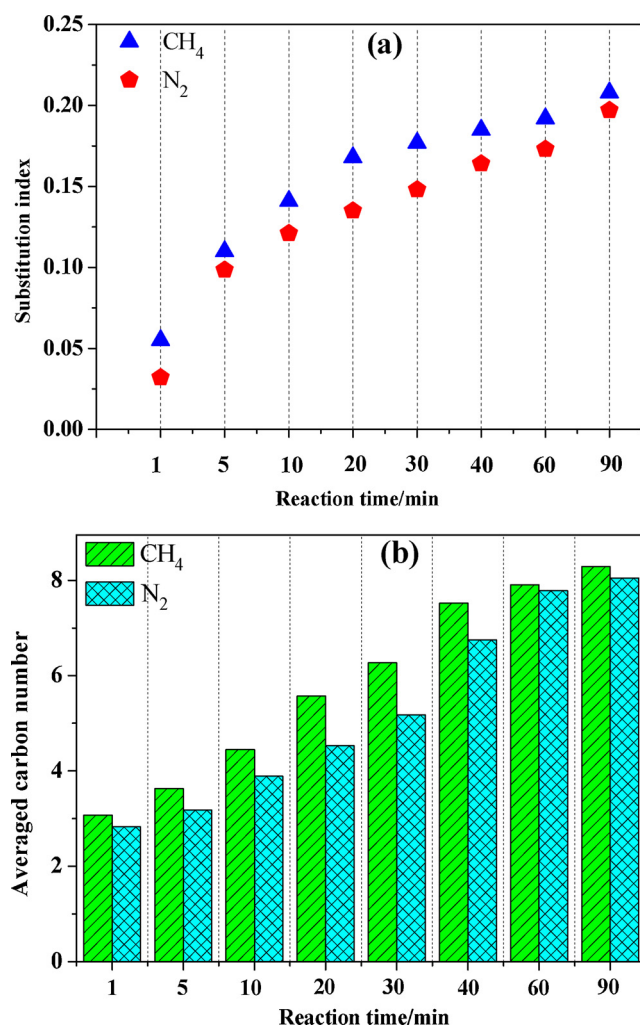 0.25
0.20
0.15
0.10
0.05
0.00
Substitution index
CH4
N2
(a)
1 5 10 20 30 40 60 90
Reaction time/min
8
6
4
2
0
Averaged carbon number
CH4
N2
(b)
1 5 10 20 30 40 60 90
Reaction time/min